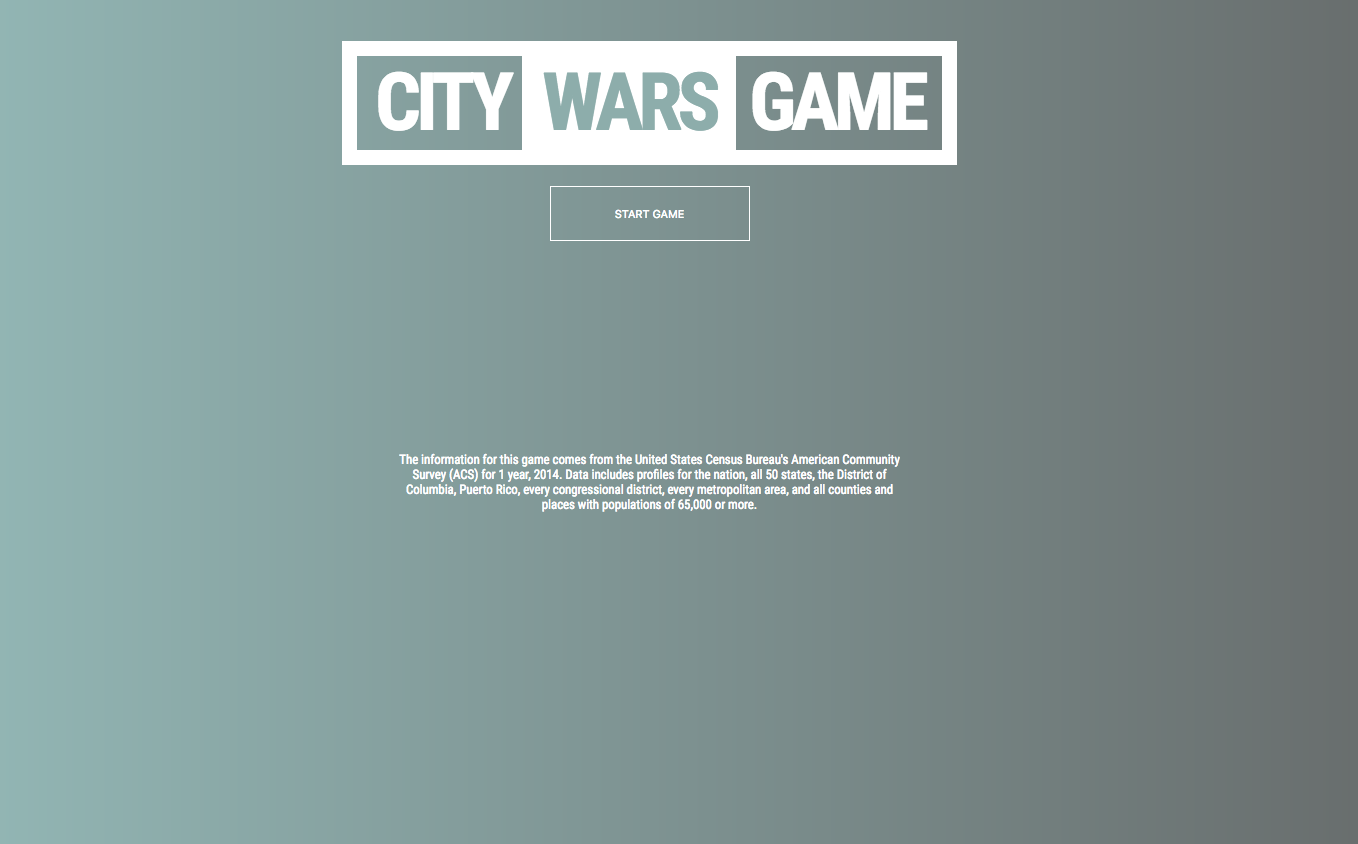 CITY WARS GAME
START GAME
The information for this game comes from the United States Census Bureau's American Community
Survey (ACS) for 1 year, 2014. Data includes profiles for the nation, all 50 states, the District of
Columbia, Puerto Rico, every congressional district, every metropolitan area, and all counties and
places with populations of 65,000 or more.